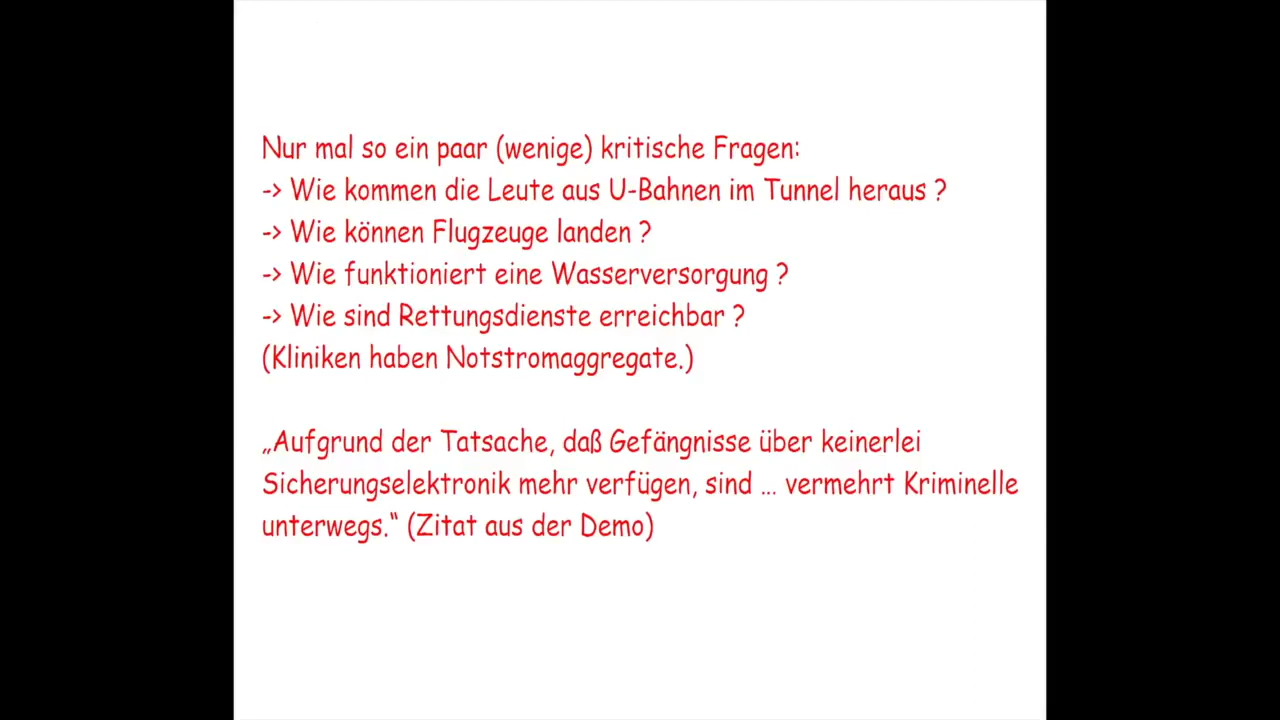 Nur mal so ein paar (wenige) kritische Fragen:
-> Wie kommen die Leute aus U-Bahnen im Tunnel heraus ?
-> Wie können Flugzeuge landen ?
-> Wie funktioniert eine Wasserversorgung ?
-> Wie sind Rettungsdienste erreichbar ?
(Kliniken haben Notstromaggregate.)
„Aufgrund der Tatsache, daß Gefängnisse über keinerlei
Sicherungselektronik mehr verfügen, sind ... vermehrt Kriminelle
unterwegs.“ (Zitat aus der Demo)